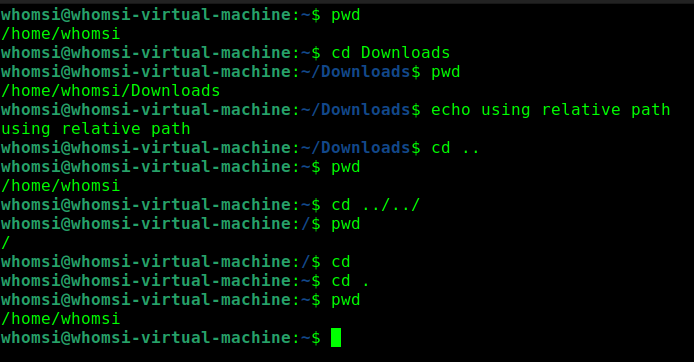 whomsi@whomsi-virtual-machine:~$ pwd
/home/whomsi
whomsi@whomsi-virtual-machine:~$ cd Downloads
whomsi@whomsi-virtual-machine:~/Downloads$ pwd
/home/whomsi/Downloads
whomsi@whomsi-virtual-machine:~/Downloads$ echo using relative path
using relative path
whomsi@whomsi-virtual-machine:~/Downloads$ cd ..
whomsi@whomsi-virtual-machine:~$ pwd
/home/whomsi
whomsi@whomsi-virtual-machine:~$ cd ../../
whomsi@whomsi-virtual-machine:/$ pwd
/
whomsi@whomsi-virtual-machine:/$ cd
whomsi@whomsi-virtual-machine:~$ cd .
whomsi@whomsi-virtual-machine:~$ pwd
/home/whomsi
whomsi@whomsi-virtual-machine:~$